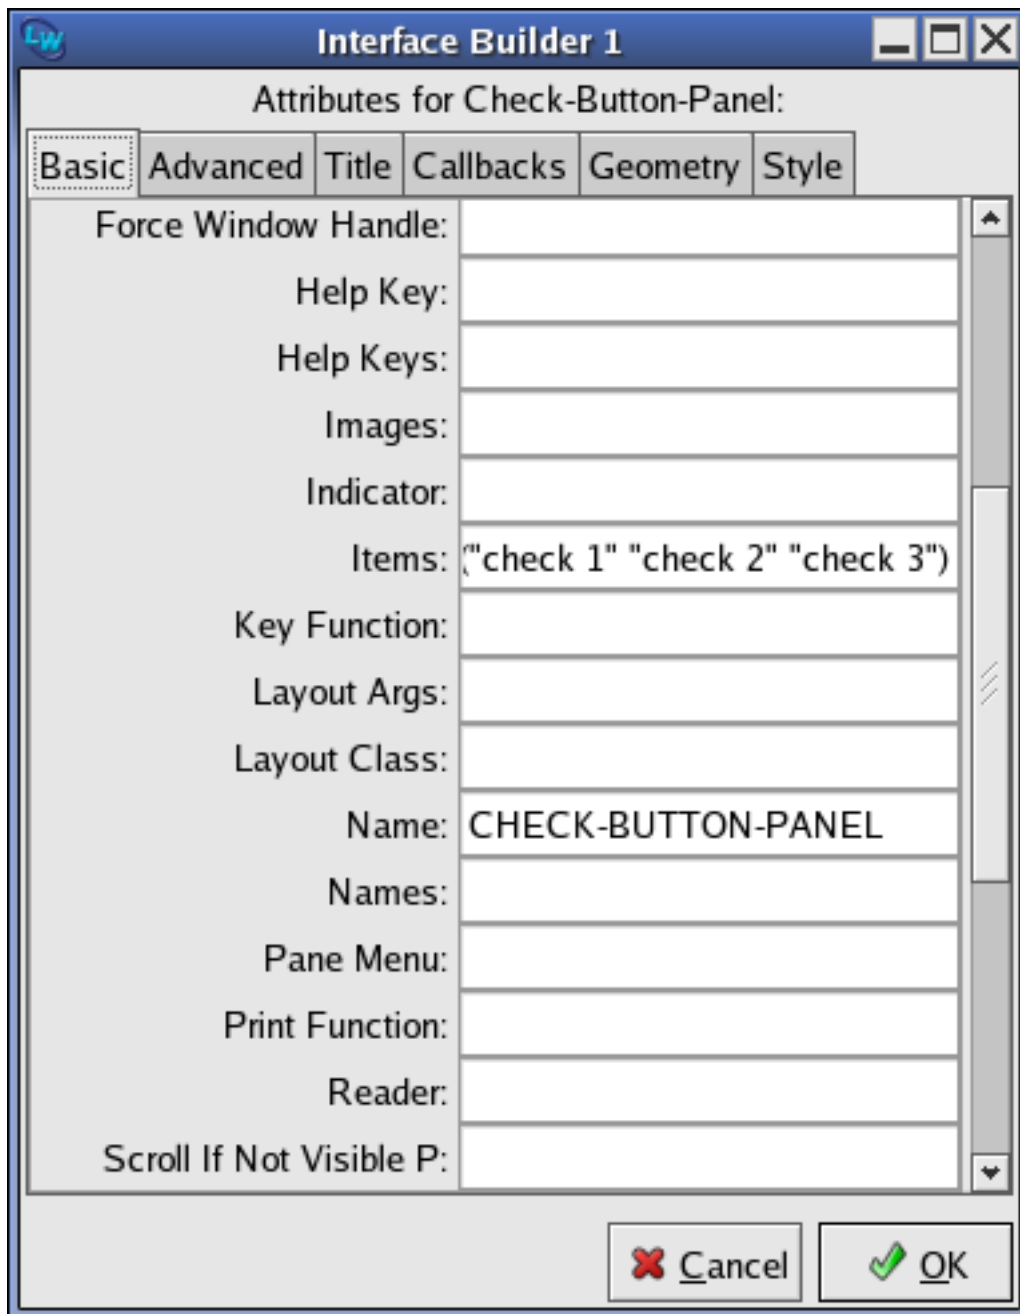 LW Interface Builder 1
Attributes for Check-Button-Panel:
Basic Advanced Title Callbacks Geometry Style
Force Window Handle:
Help Key:
Help Keys:
Images:
Indicator:
Items: ("check 1" "check 2" "check 3")
Key Function:
Layout Args:
Layout Class:
Name: CHECK-BUTTON-PANEL
Names:
Pane Menu:
Print Function:
Reader:
Scroll If Not Visible P:
Cancel OK